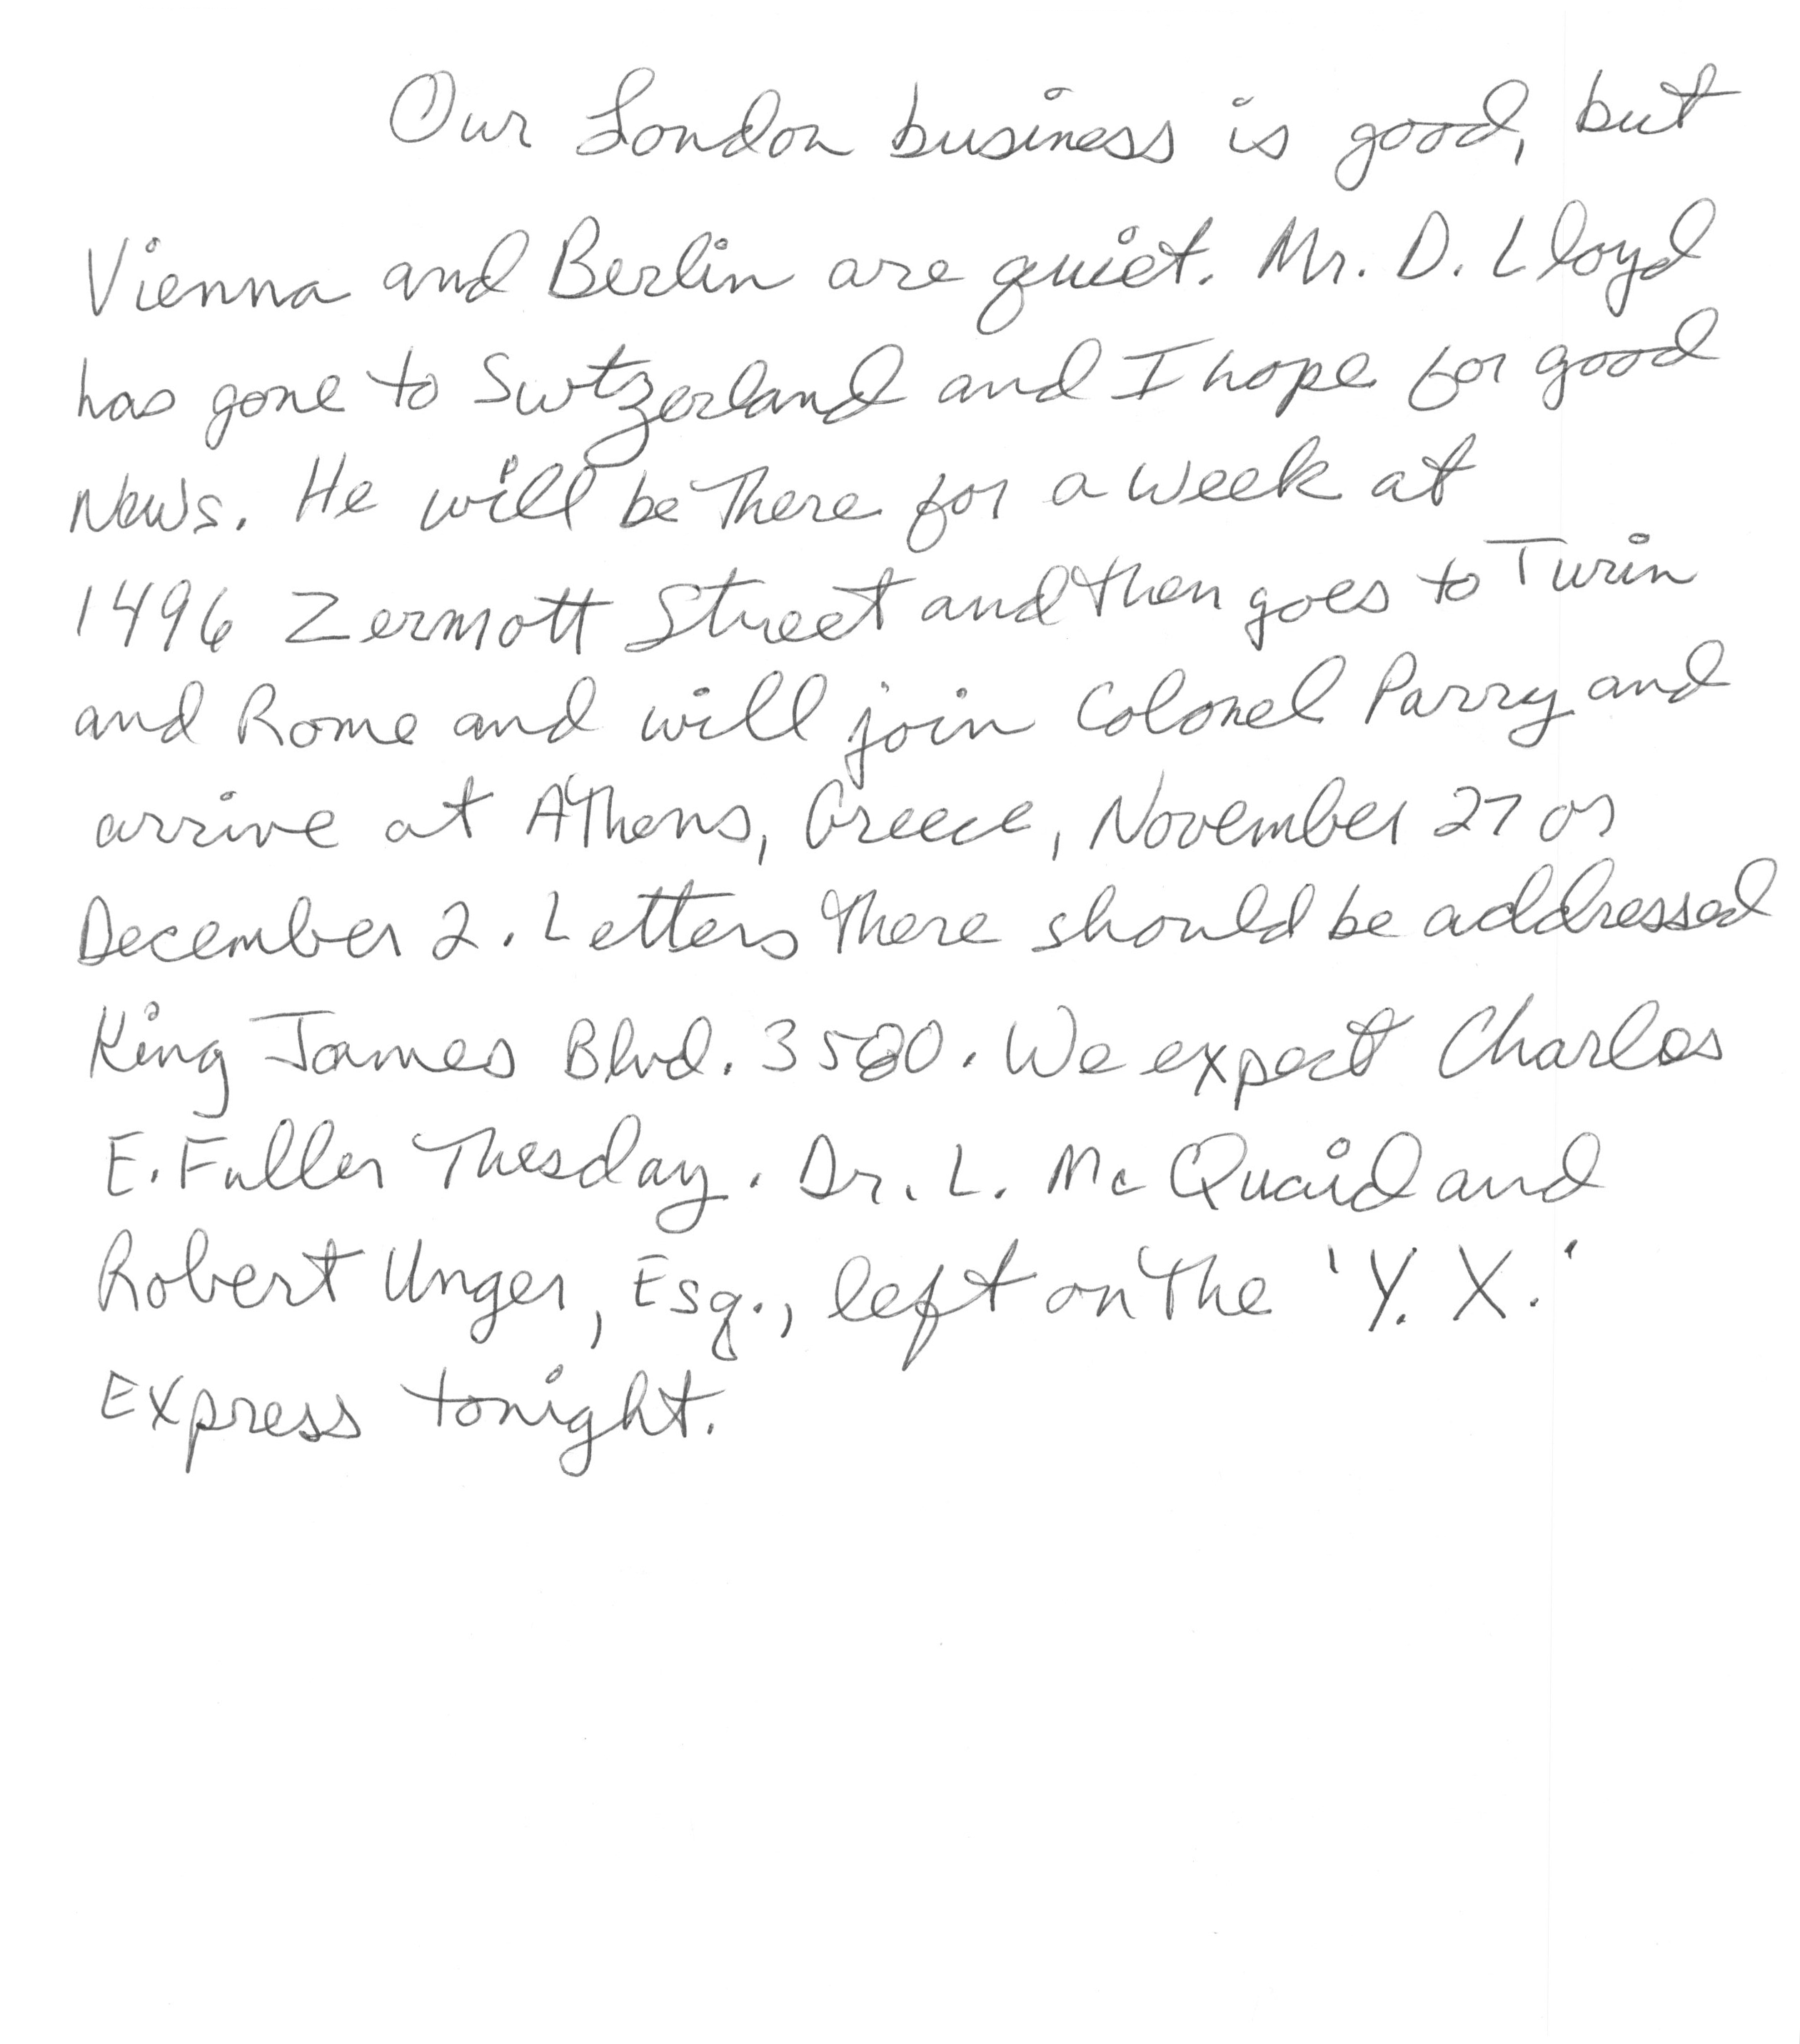 Our London business is good, but
Vienna and Berlin are quiet. Mr. D. Lloyd
has gone to Swtzerland and I hope for good
News. He will be there for a week at
1496 Zermott Street and then goes to Turin
and Rome and will join Colonel Parry and
arrive at Athens, Greece, November 27 or
December 2. Letters there should be addressed
King James Blvd. 3580. We expect Charles
E. Fuller Tuesday. Dr. L. Mc Quaid and
Robert Unger, Esq., left on the 'Y. X.'
Express tonight.